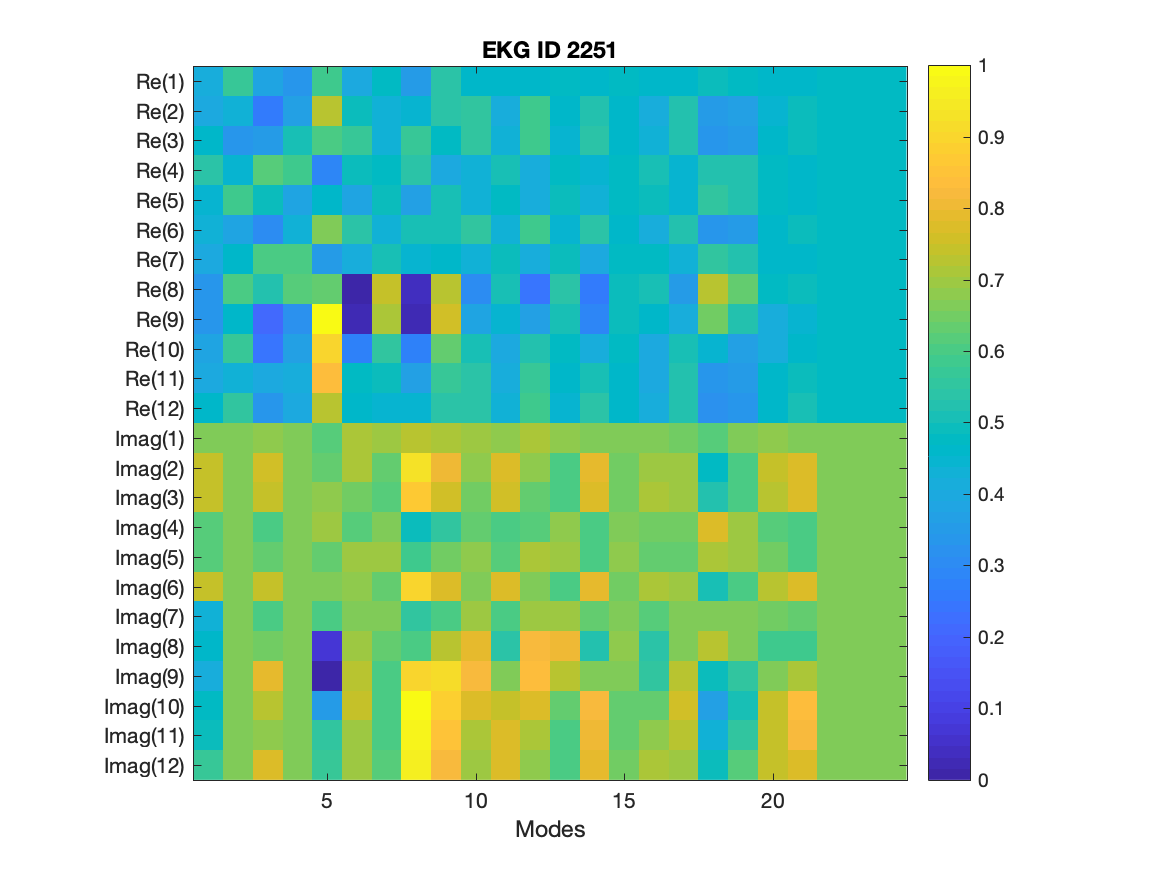 EKG ID 2251
Re(1)
Re(2)
Re(3)
Re(4)
Re(5)
Re(6)
Re(7)
Re(8)
Re(9)
Re(10)
Re(11)
Re(12)
Imag(1)
Imag(2)
Imag(3)
Imag(4)
Imag(5)
Imag(6)
Imag(7)
Imag(8)
Imag(9)
Imag(10)
Imag(11)
Imag(12)
5 10 15 20
Modes
1
0.9
0.8
0.7
0.6
0.5
0.4
0.3
0.2
0.1
0